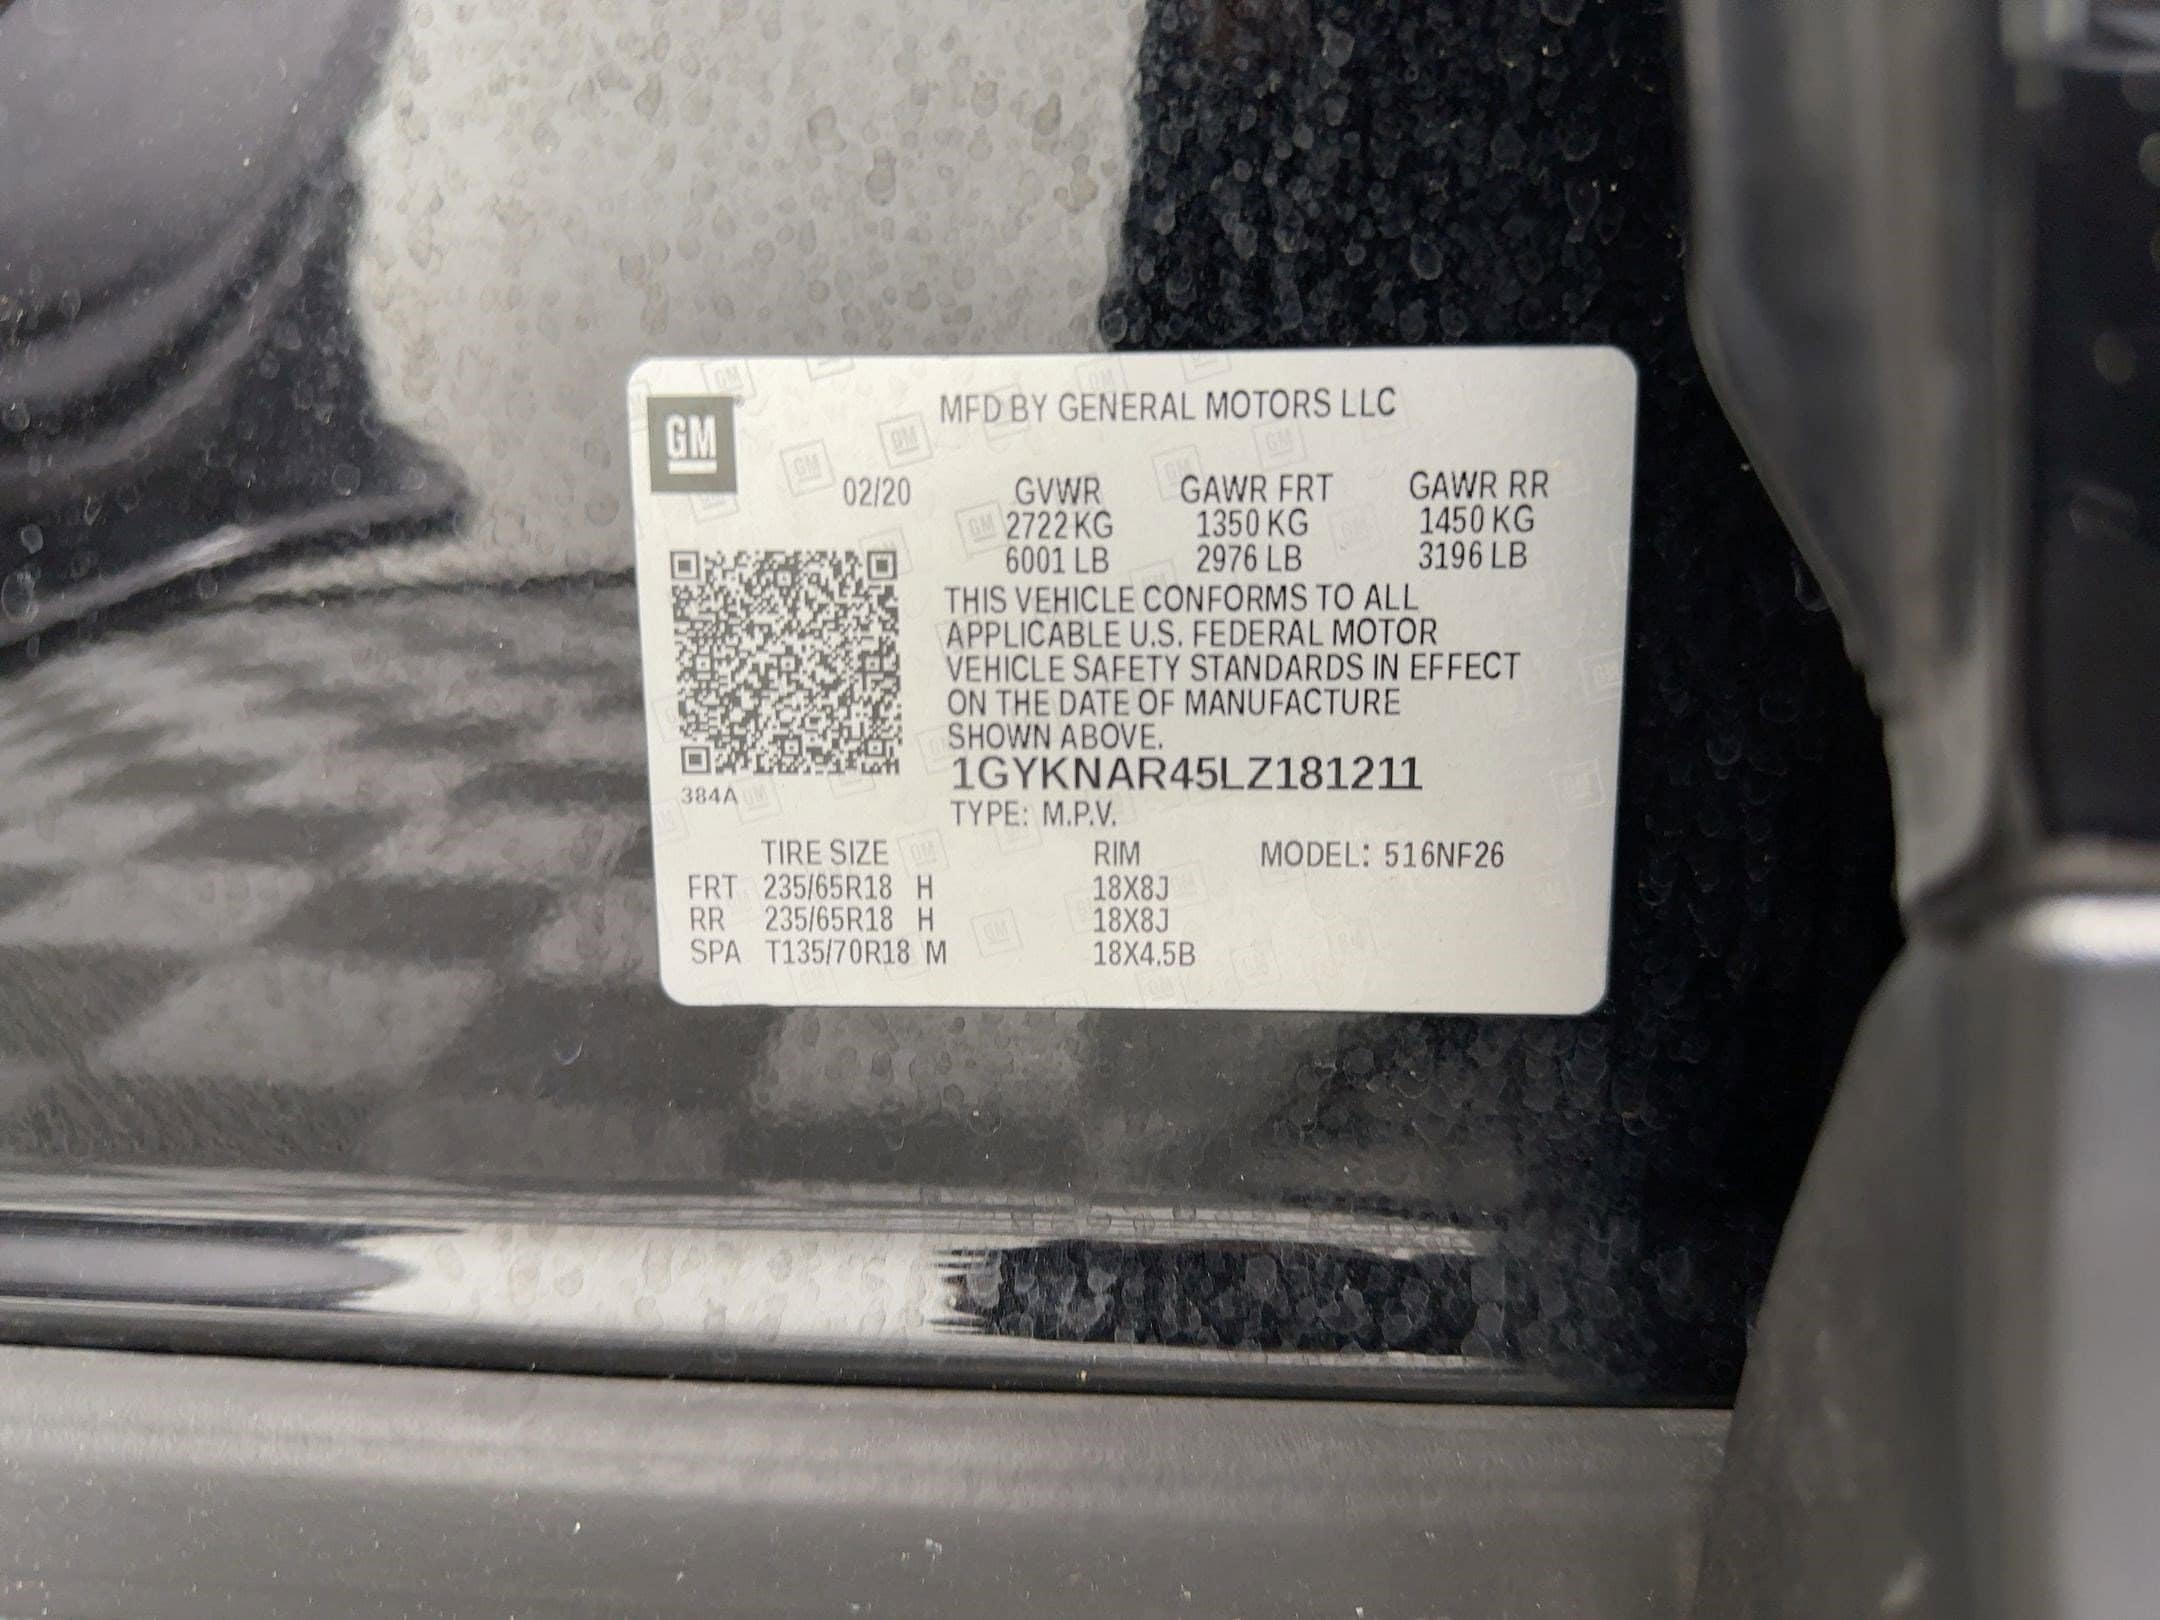 GM
MFD BY GENERAL MOTORS LLC
02/20 GVWR GAWR FRT GAWR RR
2722 KG 1350 KG 1450 KG
6001 LB 2976 LB 3196 LB
THIS VEHICLE CONFORMS TO ALL
APPLICABLE U.S. FEDERAL MOTOR
VEHICLE SAFETY STANDARDS IN EFFECT
ON THE DATE OF MANUFACTURE
SHOWN ABOVE.
1GYKNAR45LZ181211
384A
TYPE: M.P.V.
TIRE SIZE RIM MODEL: 516NF26
FRT 235/65R18 H 18X8J
RR 235/65R18 H 18X8J
SPA T135/70R18 M 18X4.5B